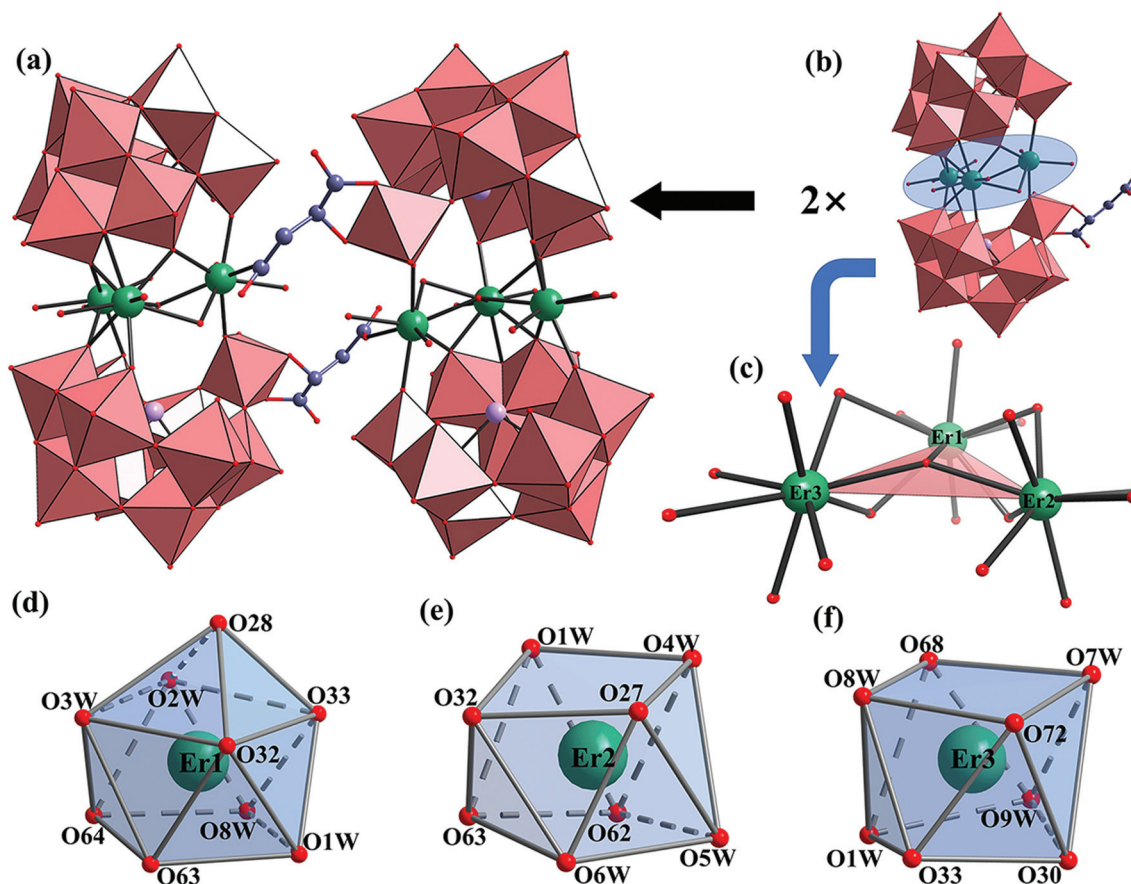 (a)
(b)
2×
(c)
Er1
Er3
Er2
(d)
O28
O3W
O2W
O33
Er1
O32
O64
O8W
O1W
O63
(e)
O1W
O4W
O32
O27
Er2
O63
O62
O6W
O5W
(f)
O68
O7W
O8W
O72
Er3
O9W
O1W
O33
O30